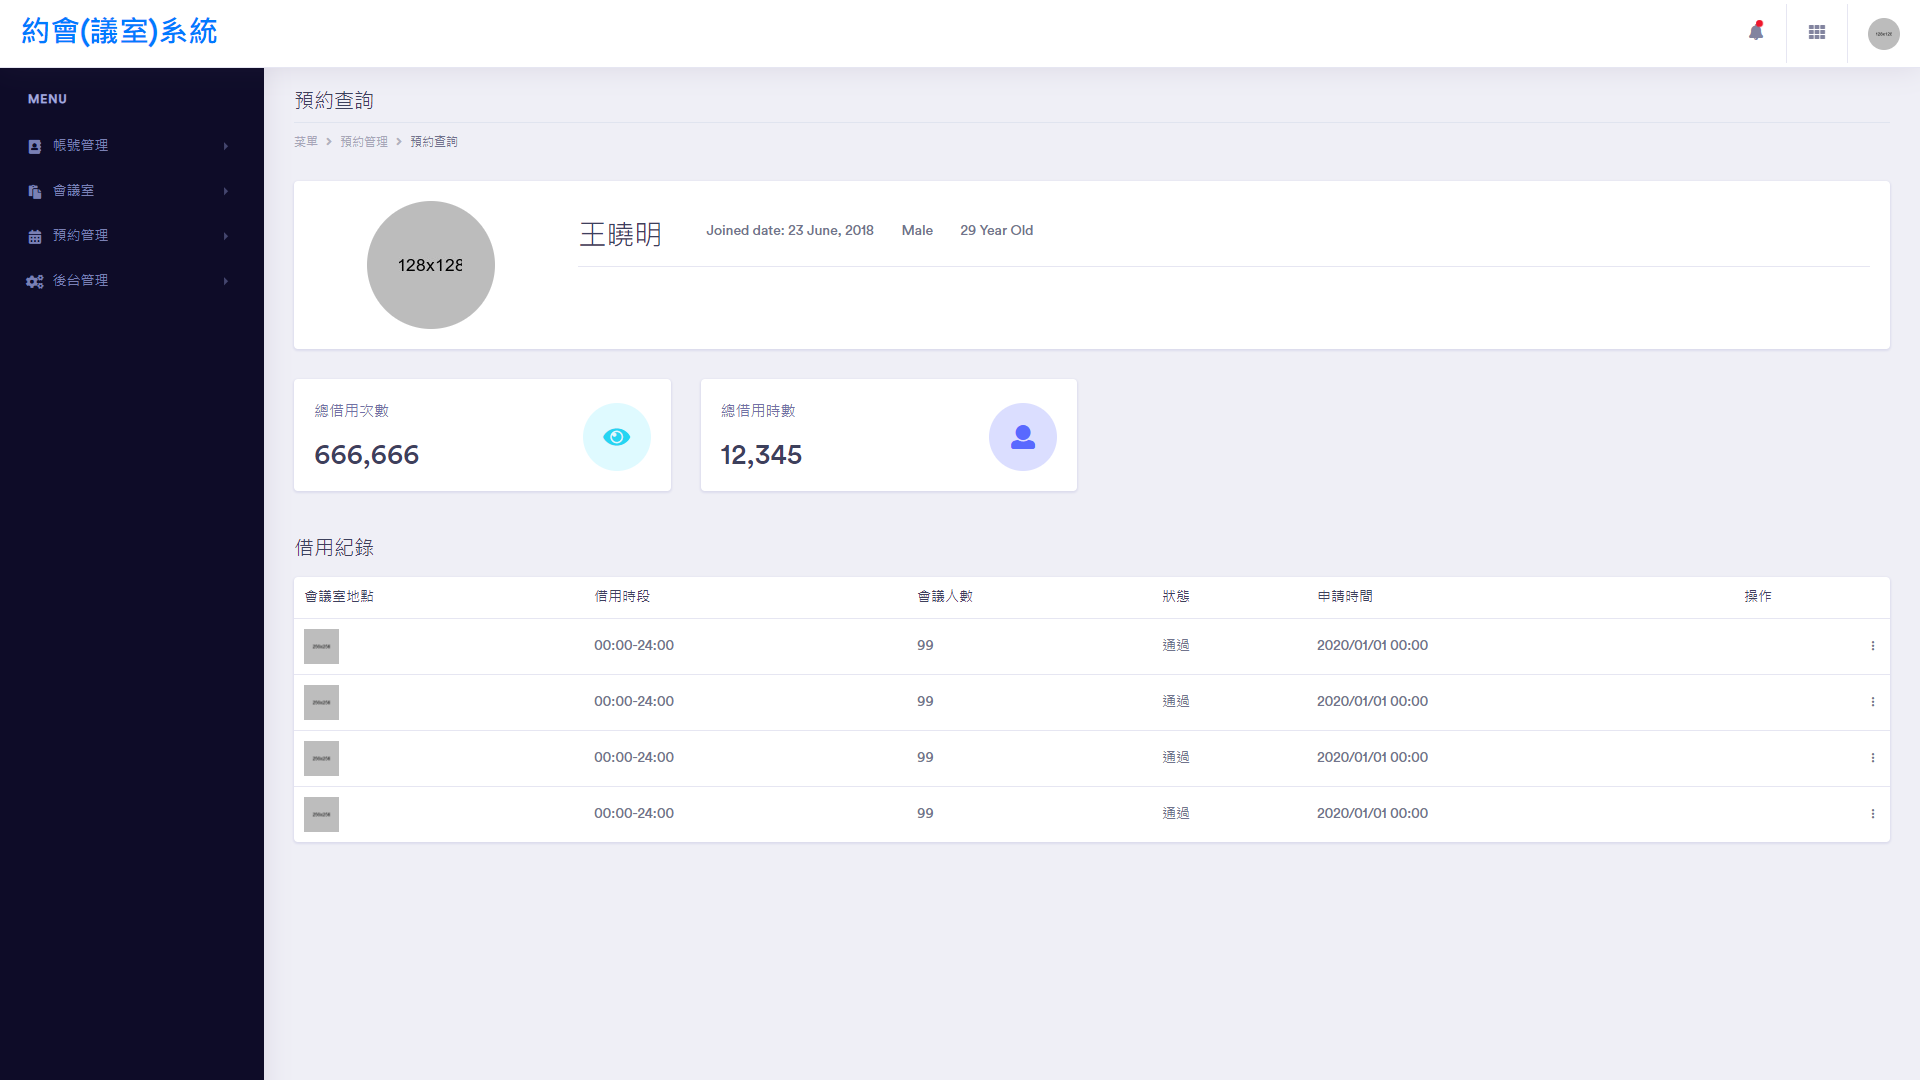 約會(議室)系統
MENU
帳號管理
會議室
預約管理
後台管理
預約查詢
菜單 預約管理 預約查詢
128x128
王曉明 Joined date: 23 June, 2018 Male 29 Year Old
總借用次數
666,666
總借用時數
12,345
借用紀錄
會議室地點 借用時段 會議人數 狀態 申請時間 操作
00:00-24:00 99 通過 2020/01/01 00:00
00:00-24:00 99 通過 2020/01/01 00:00
00:00-24:00 99 通過 2020/01/01 00:00
00:00-24:00 99 通過 2020/01/01 00:00